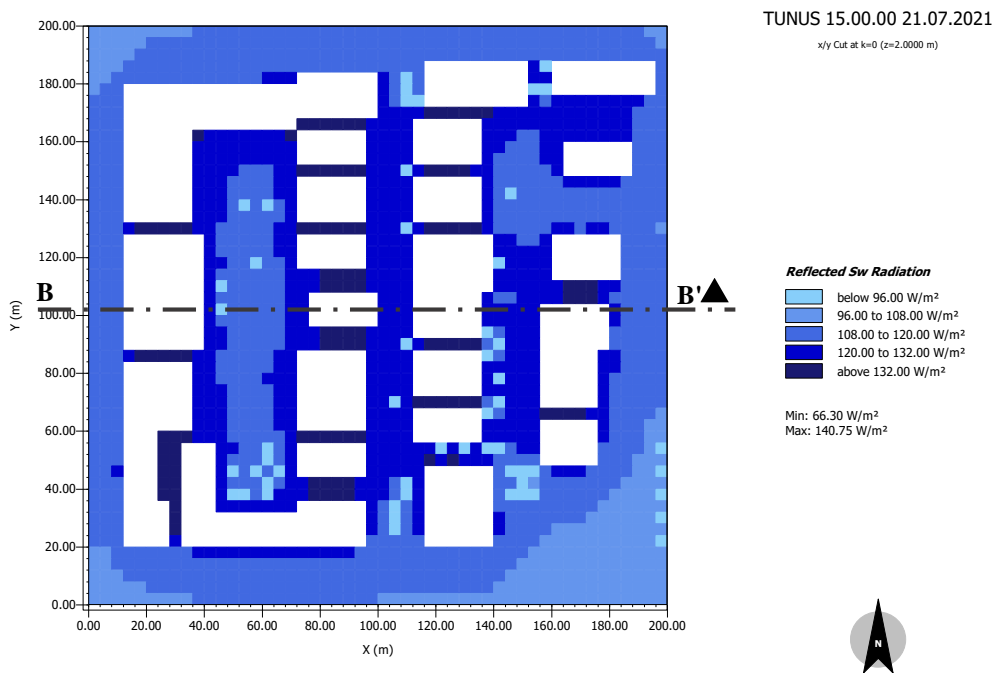 TUNUS 15.00.00 21.07.2021
x/y Cut at k=0 (z=2.0000 m)
200.00
180.00
160.00
140.00
120.00
100.00
80.00
60.00
40.00
20.00
0.00
Y (m)
B
B'
0.00 20.00 40.00 60.00 80.00 100.00 120.00 140.00 160.00 180.00 200.00
X (m)
Reflected Sw Radiation
below 96.00 W/m²
96.00 to 108.00 W/m²
108.00 to 120.00 W/m²
120.00 to 132.00 W/m²
above 132.00 W/m²
Min: 66.30 W/m²
Max: 140.75 W/m²
N